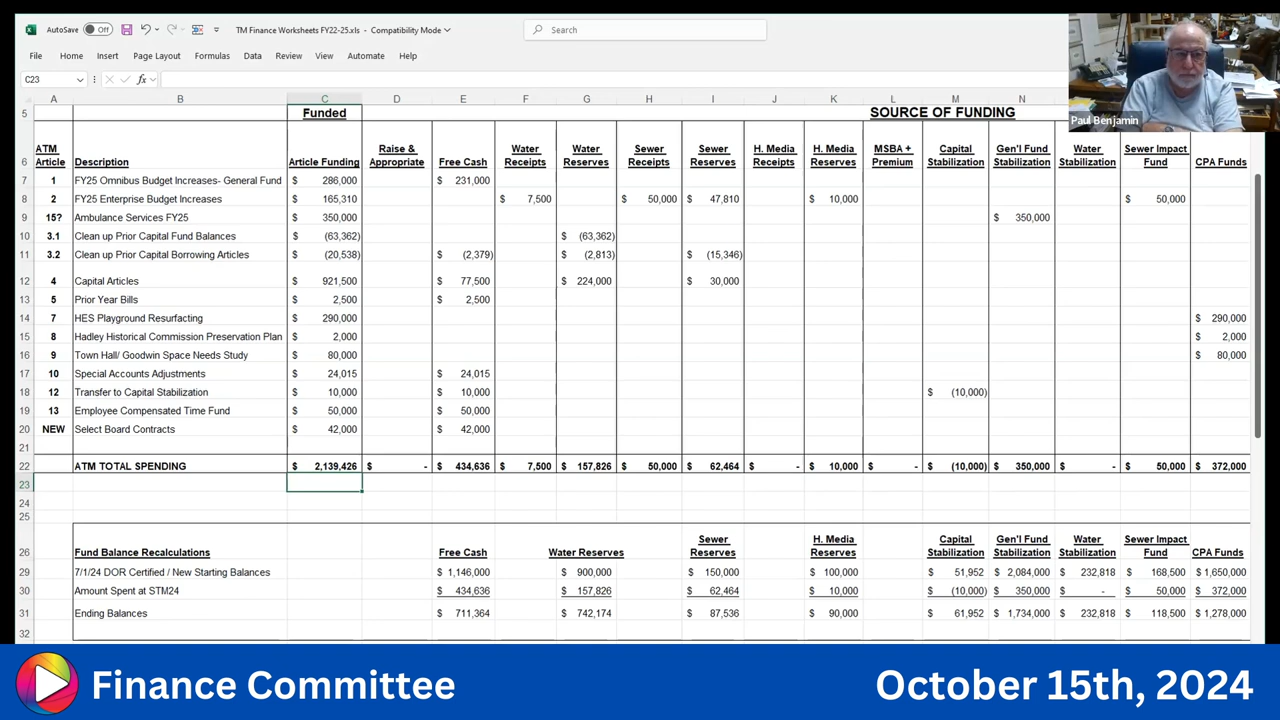 AutoSave Off TM Finance Worksheets FY22-25.xls - Compatibility Mode Search
File Home Insert Page Layout Formulas Data Review View Automate Help
C23 fx
A B C D E F G H I J K L M N
5 Funded SOURCE OF FUNDING
Paul Benjamin
6 ATM Article Description Article Funding Raise & Appropriate Free Cash Water Receipts Water Reserves Sewer Receipts Sewer Reserves H. Media Receipts H. Media Reserves MSBA + Premium Capital Stabilization Gen'l Fund Stabilization Water Stabilization Sewer Impact Fund CPA Funds
7 1 FY25 Omnibus Budget Increases- General Fund $ 286,000 $ 231,000
8 2 FY25 Enterprise Budget Increases $ 165,310 $ 7,500 $ 50,000 $ 47,810 $ 10,000 $ 50,000
9 15? Ambulance Services FY25 $ 350,000 $ 350,000
10 3.1 Clean up Prior Capital Fund Balances $ (63,362) $ (63,362)
11 3.2 Clean up Prior Capital Borrowing Articles $ (20,538) $ (2,379) $ (2,813) $ (15,346)
12 4 Capital Articles $ 921,500 $ 77,500 $ 224,000 $ 30,000
13 5 Prior Year Bills $ 2,500 $ 2,500
14 7 HES Playground Resurfacting $ 290,000 $ 290,000
15 8 Hadley Historical Commission Preservation Plan $ 2,000 $ 2,000
16 9 Town Hall/ Goodwin Space Needs Study $ 80,000 $ 80,000
17 10 Special Accounts Adjustments $ 24,015 $ 24,015
18 12 Transfer to Capital Stabilization $ 10,000 $ 10,000 $ (10,000)
19 13 Employee Compensated Time Fund $ 50,000 $ 50,000
20 NEW Select Board Contracts $ 42,000 $ 42,000
21
22 ATM TOTAL SPENDING $ 2,139,426 $ - $ 434,636 $ 7,500 $ 157,826 $ 50,000 $ 62,464 $ - $ 10,000 $ - $ (10,000) $ 350,000 $ - $ 50,000 $ 372,000
23
24
25
26 Fund Balance Recalculations Free Cash Water Reserves Sewer Reserves H. Media Reserves Capital Stabilization Gen'l Fund Stabilization Water Stabilization Sewer Impact Fund CPA Funds
29 7/1/24 DOR Certified / New Starting Balances $ 1,146,000 $ 900,000 $ 150,000 $ 100,000 $ 51,952 $ 2,084,000 $ 232,818 $ 168,500 $ 1,650,000
30 Amount Spent at STM24 $ 434,636 $ 157,826 $ 62,464 $ 10,000 $ (10,000) $ 350,000 $ - $ 50,000 $ 372,000
31 Ending Balances $ 711,364 $ 742,174 $ 87,536 $ 90,000 $ 61,952 $ 1,734,000 $ 232,818 $ 118,500 $ 1,278,000
32
Finance Committee October 15th, 2024